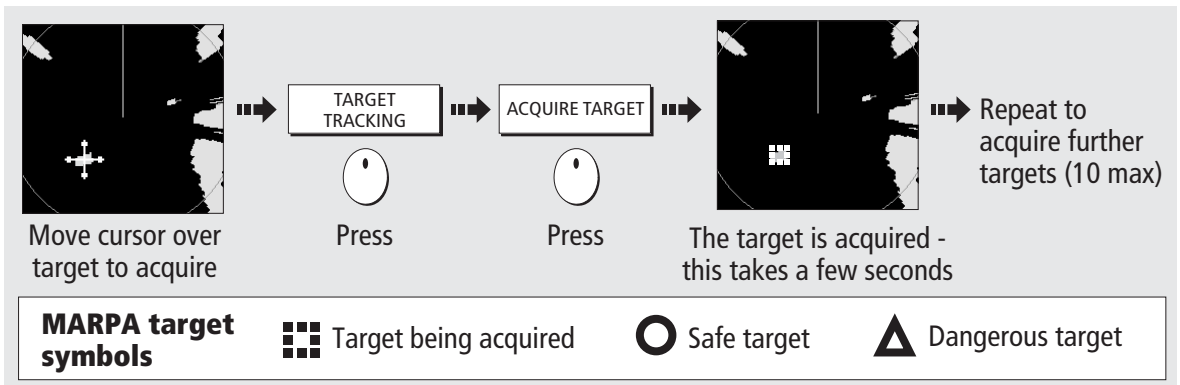 TARGET
TRACKING
ACQUIRE TARGET
Repeat to
acquire further
targets (10 max)
Move cursor over
target to acquire
Press
Press
The target is acquired -
this takes a few seconds
MARPA target
symbols
Target being acquired
Safe target
Dangerous target